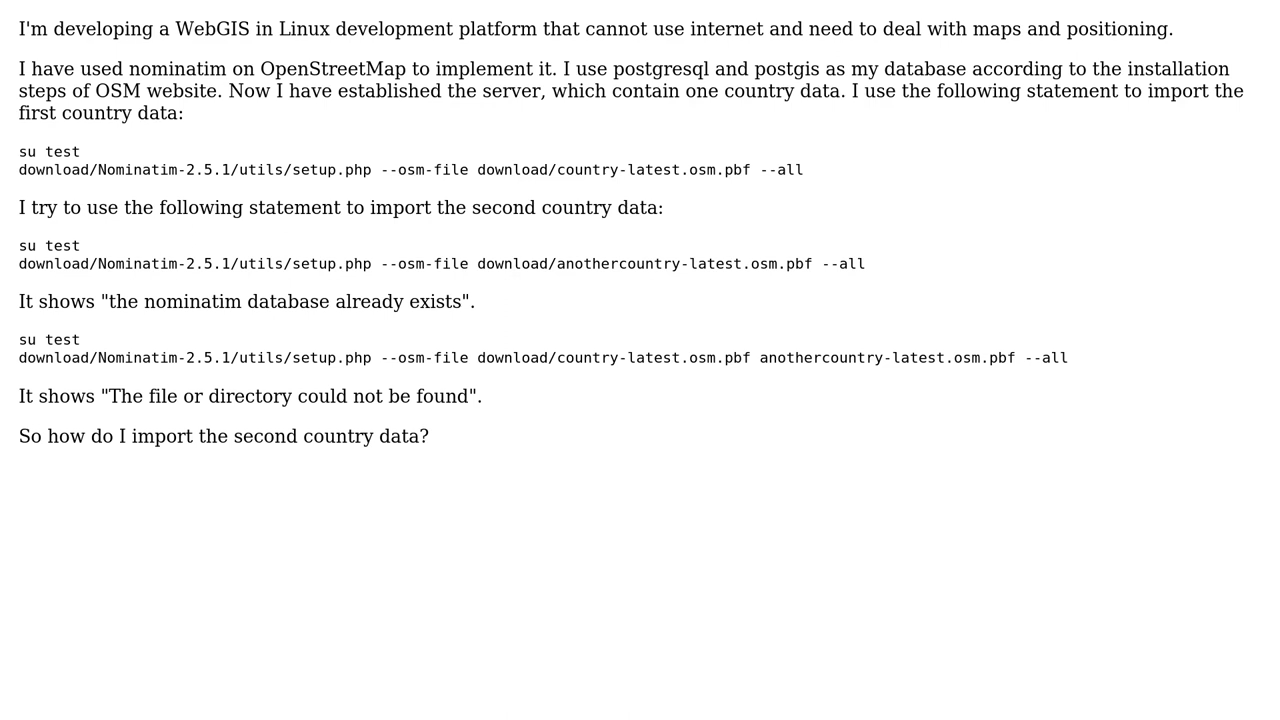 I'm developing a WebGIS in Linux development platform that cannot use internet and need to deal with maps and positioning.
I have used nominatim on OpenStreetMap to implement it. I use postgresql and postgis as my database according to the installation
steps of OSM website. Now I have established the server, which contain one country data. I use the following statement to import the
first country data:
su test
download/Nominatim-2.5.1/utils/setup.php --osm-file download/country-latest.osm.pbf --all
I try to use the following statement to import the second country data:
su test
download/Nominatim-2.5.1/utils/setup.php --osm-file download/anothercountry-latest.osm.pbf --all
It shows "the nominatim database already exists".
su test
download/Nominatim-2.5.1/utils/setup.php --osm-file download/country-latest.osm.pbf anothercountry-latest.osm.pbf --all
It shows "The file or directory could not be found".
So how do I import the second country data?